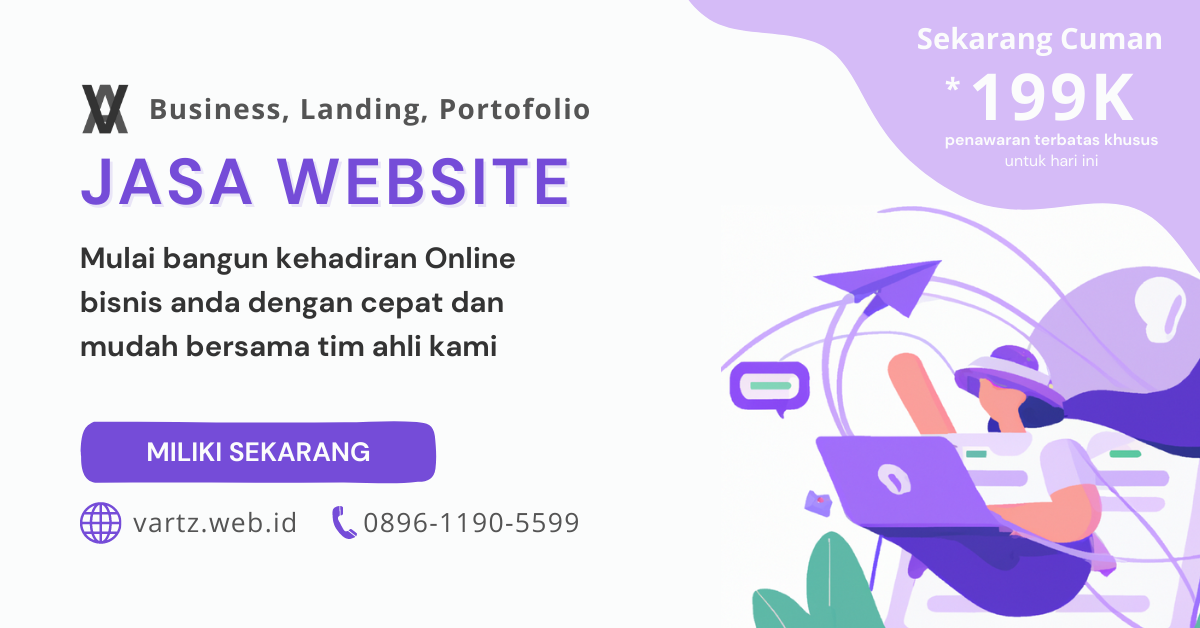 Business, Landing, Portofolio
JASA WEBSITE
Mulai bangun kehadiran Online
bisnis anda dengan cepat dan
mudah bersama tim ahli kami
MILIKI SEKARANG
vartz.web.id
0896-1190-5599
Sekarang Cuman
*199K
penawaran terbatas khusus
untuk hari ini